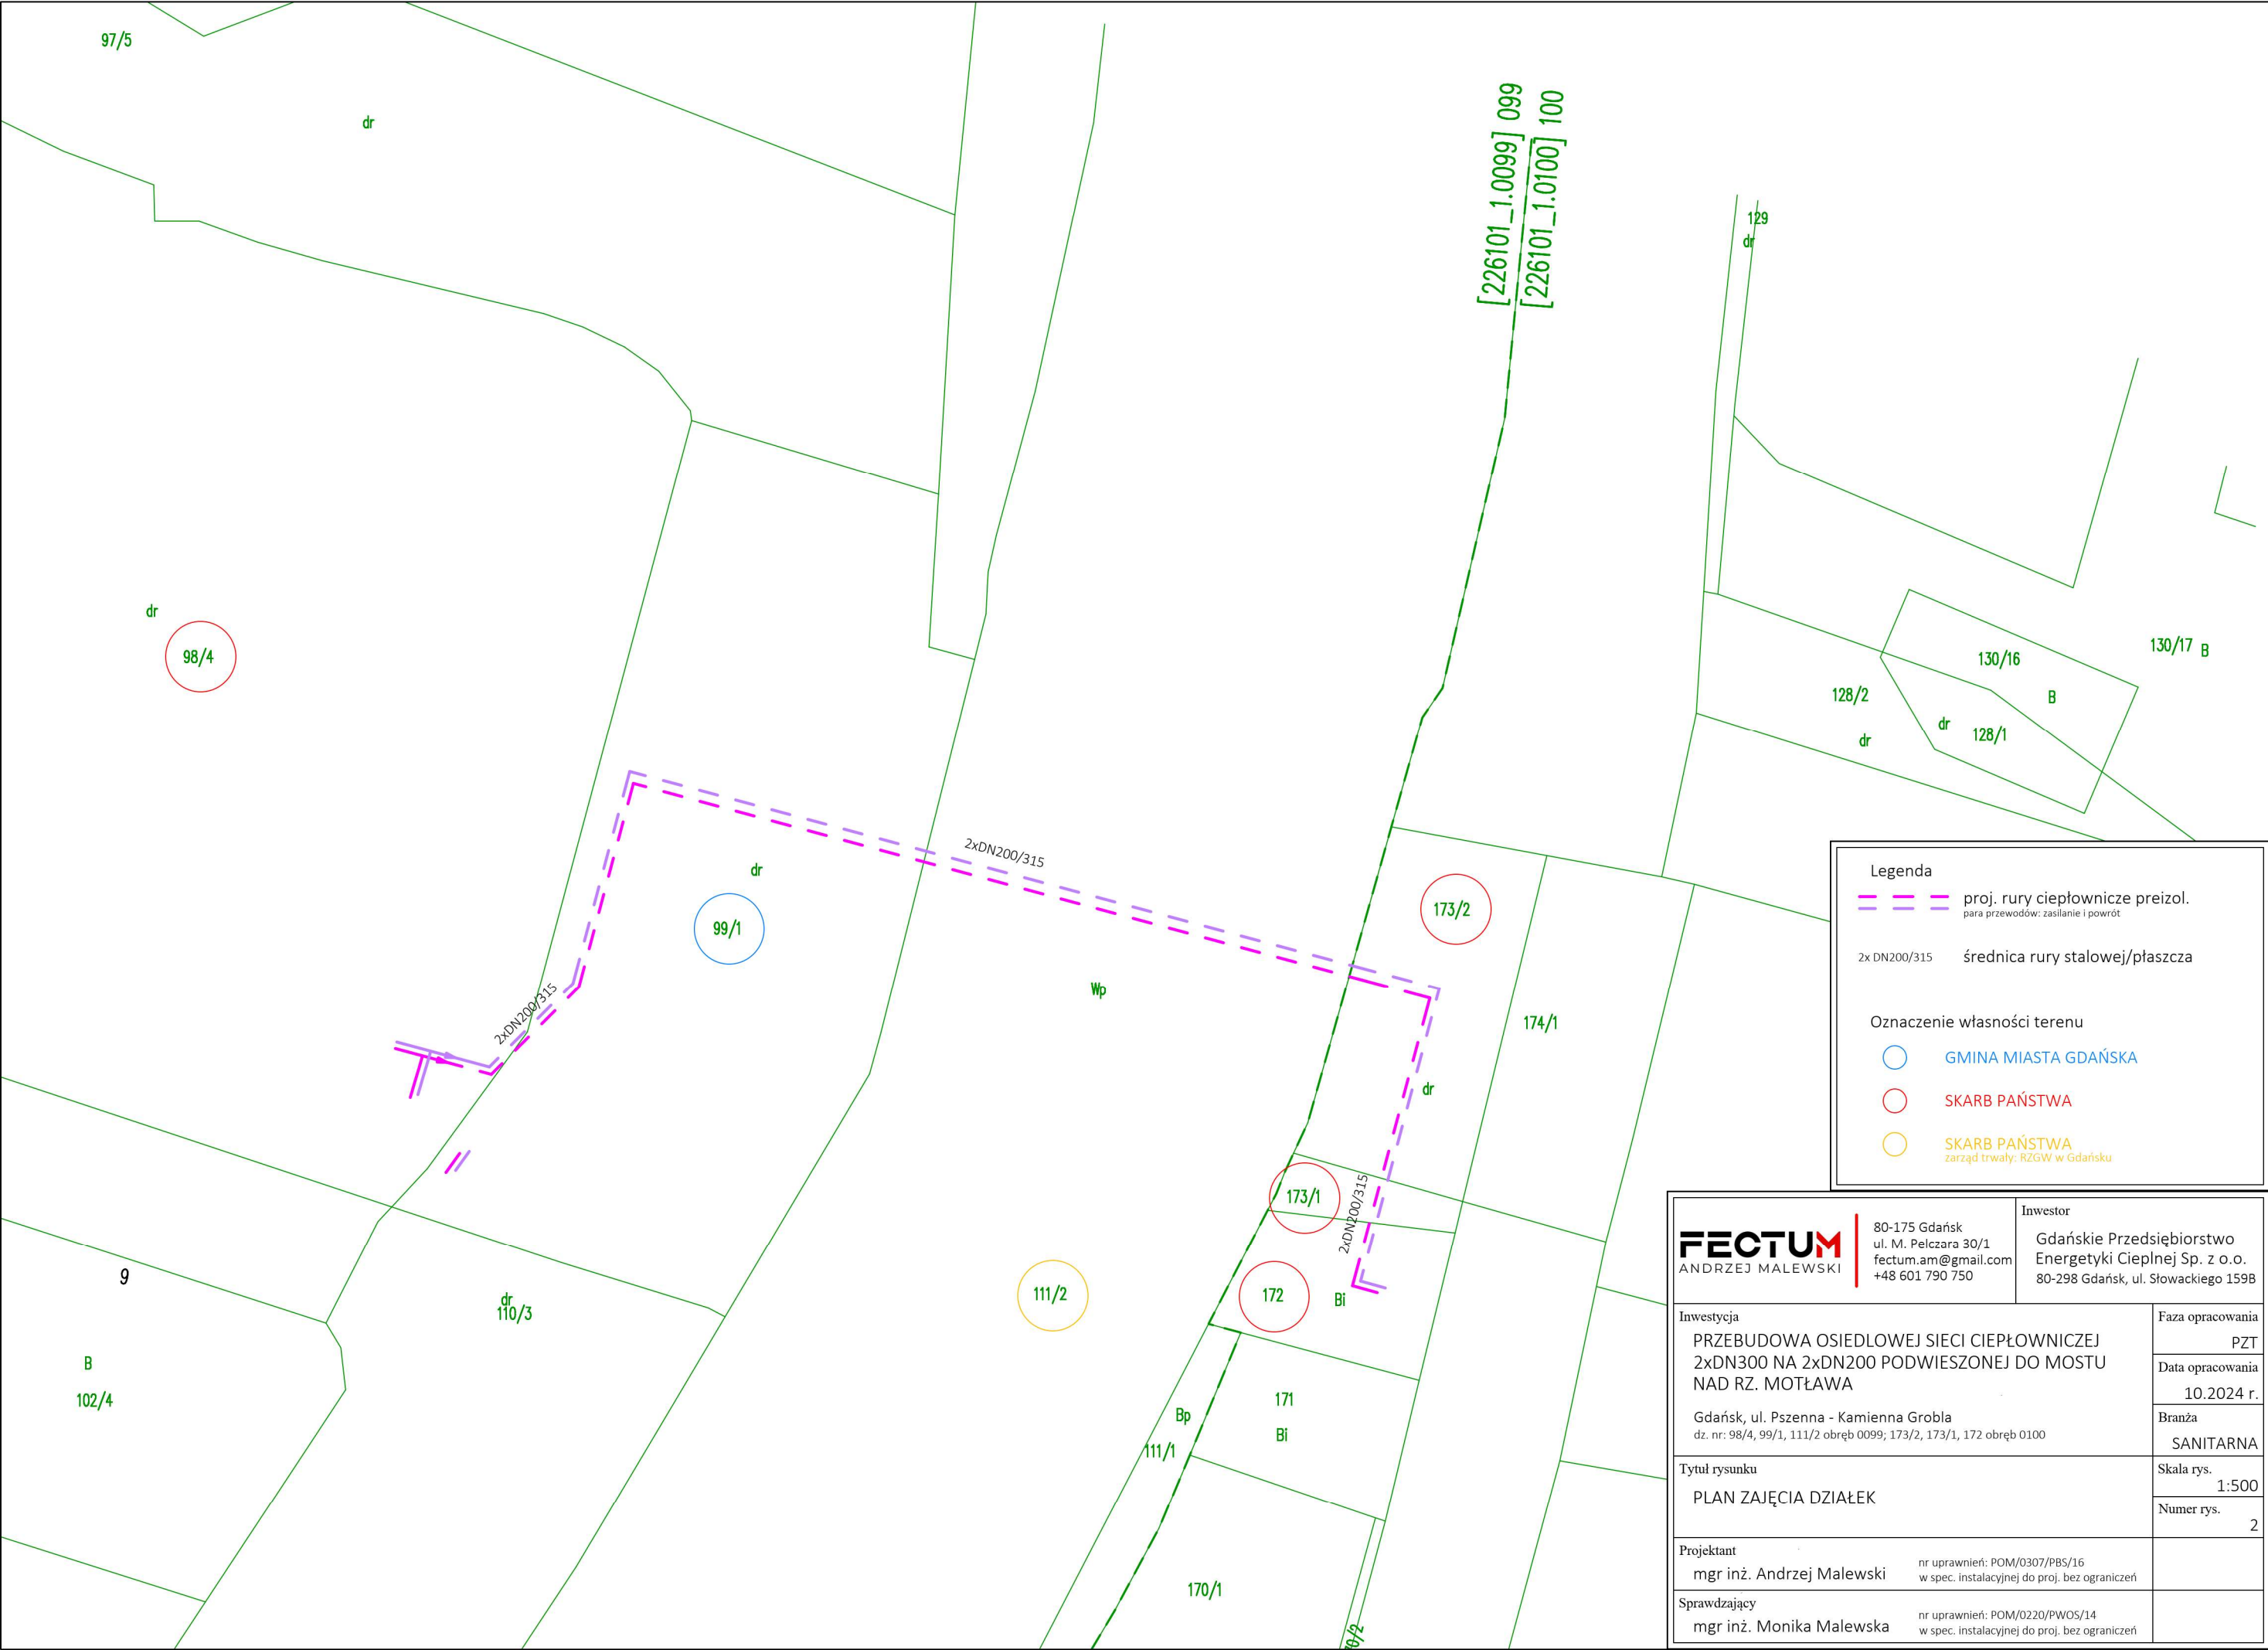 97/5
dr
[226101_1.0099] 099
[226101_1.0100] 100
129
dr
dr
98/4
130/16
130/17 B
128/2
B
dr
128/1
dr
2xDN200/315
dr
99/1
173/2
Wp
2xDN200/315
174/1
dr
173/1
2xDN200/315
9
dr
110/3
111/2
172
Bi
B
102/4
171
Bi
Bp
111/1
170/1
0/2
Legenda
proj. rury ciepłownicze preizol.
para przewodów: zasilanie i powrót
2x DN200/315 średnica rury stalowej/płaszcza
Oznaczenie własności terenu
GMINA MIASTA GDAŃSKA
SKARB PAŃSTWA
SKARB PAŃSTWA
zarząd trwały: RZGW w Gdańsku
FECTUM
ANDRZEJ MALEWSKI
80-175 Gdańsk
ul. M. Pelczara 30/1
fectum.am@gmail.com
+48 601 790 750
Inwestor
Gdańskie Przedsiębiorstwo
Energetyki Cieplnej Sp. z o.o.
80-298 Gdańsk, ul. Słowackiego 159B
Inwestycja
PRZEBUDOWA OSIEDLOWEJ SIECI CIEPŁOWNICZEJ
2xDN300 NA 2xDN200 PODWIESZONEJ DO MOSTU
NAD RZ. MOTŁAWA
Gdańsk, ul. Pszenna - Kamienna Grobla
dz. nr: 98/4, 99/1, 111/2 obręb 0099; 173/2, 173/1, 172 obręb 0100
Faza opracowania
PZT
Data opracowania
10.2024 r.
Branża
SANITARNA
Tytuł rysunku
PLAN ZAJĘCIA DZIAŁEK
Skala rys.
1:500
Numer rys.
2
Projektant
mgr inż. Andrzej Malewski
nr uprawnień: POM/0307/PBS/16
w spec. instalacyjnej do proj. bez ograniczeń
Sprawdzający
mgr inż. Monika Malewska
nr uprawnień: POM/0220/PWOS/14
w spec. instalacyjnej do proj. bez ograniczeń